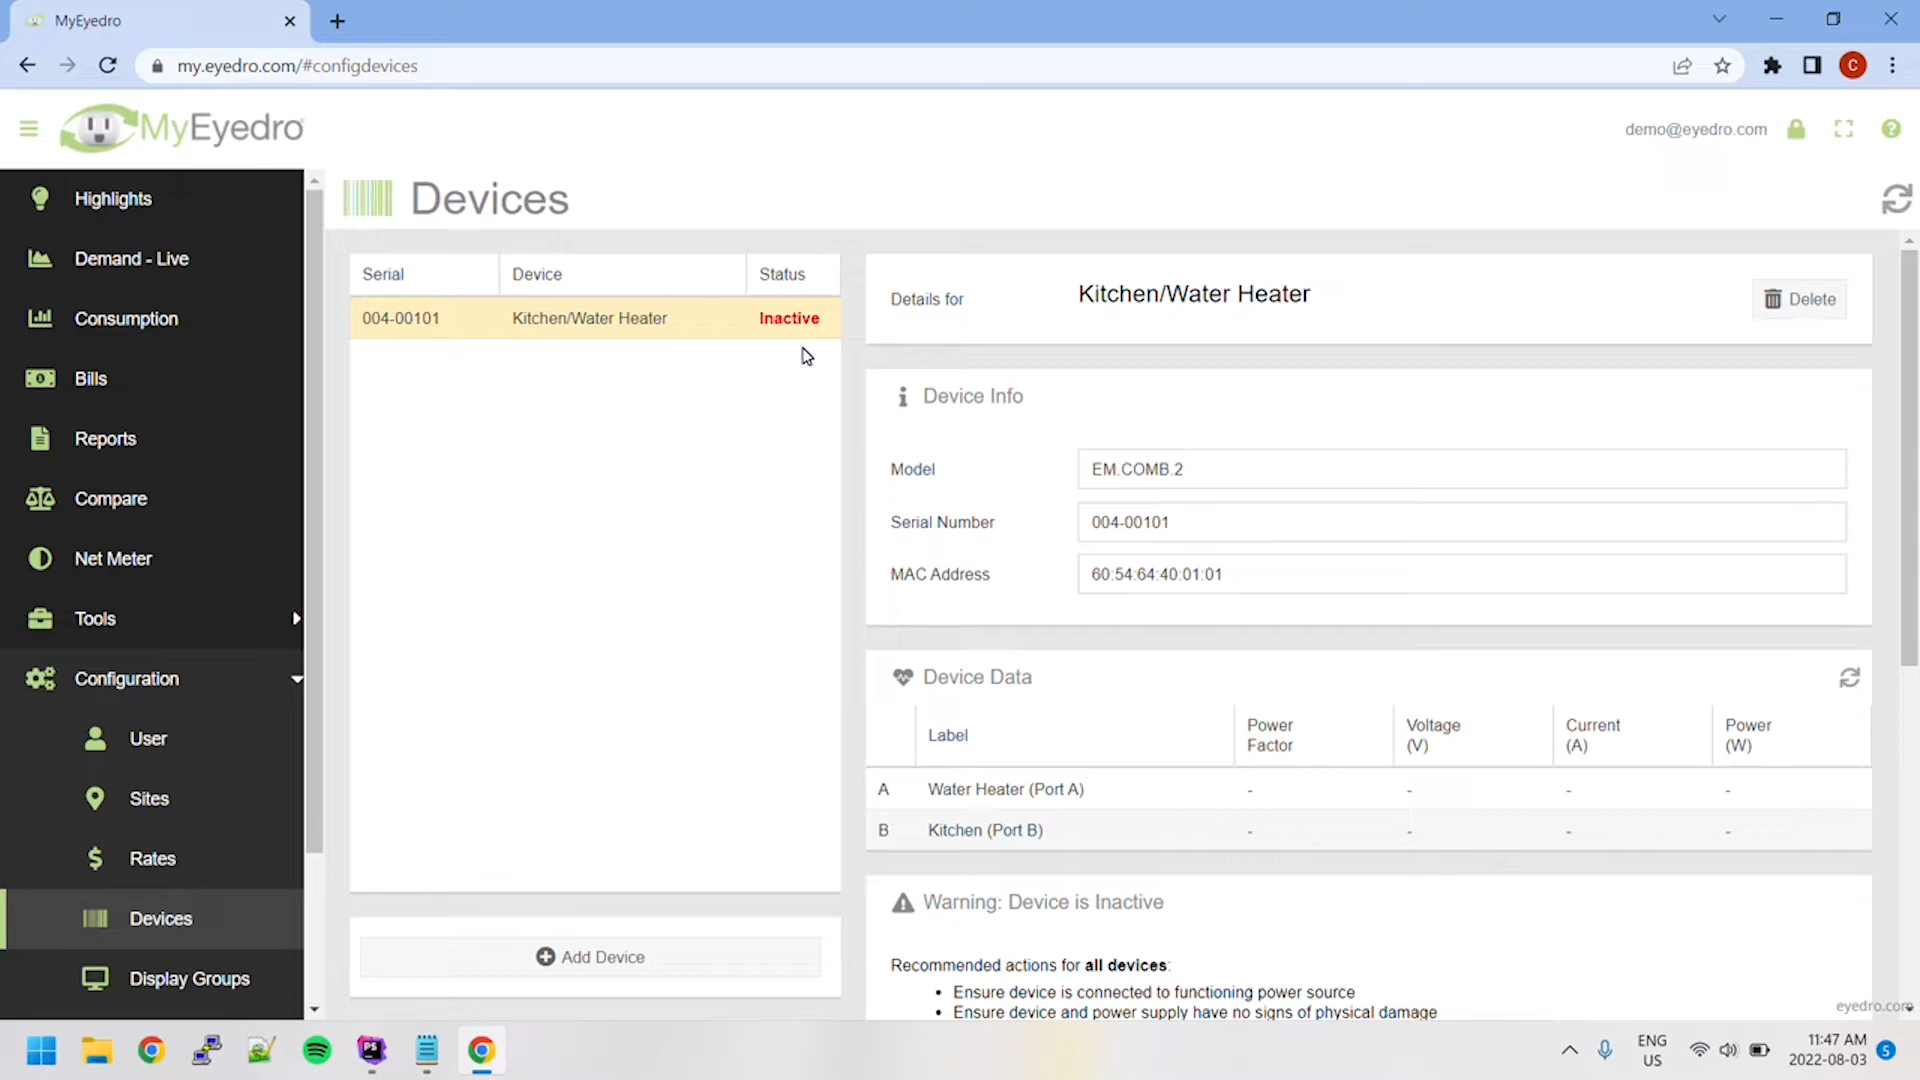 MyEyedro
my.eyedro.com/#configdevices
C
MyEyedro
demo@eyedro.com
Highlights
Demand - Live
Consumption
Bills
Reports
Compare
Net Meter
Tools
Configuration
User
Sites
Rates
Devices
Display Groups
Devices
Serial Device Status
004-00101 Kitchen/Water Heater Inactive
Add Device
Details for Kitchen/Water Heater Delete
Device Info
Model EM.COMB.2
Serial Number 004-00101
MAC Address 60:54:64:40:01:01
Device Data
Label Power Factor Voltage (V) Current (A) Power (W)
A Water Heater (Port A) - - - -
B Kitchen (Port B) - - - -
Warning: Device is Inactive
Recommended actions for all devices:
• Ensure device is connected to functioning power source
• Ensure device and power supply have no signs of physical damage
eyedro.com
ENG
US
11:47 AM
2022-08-03
5